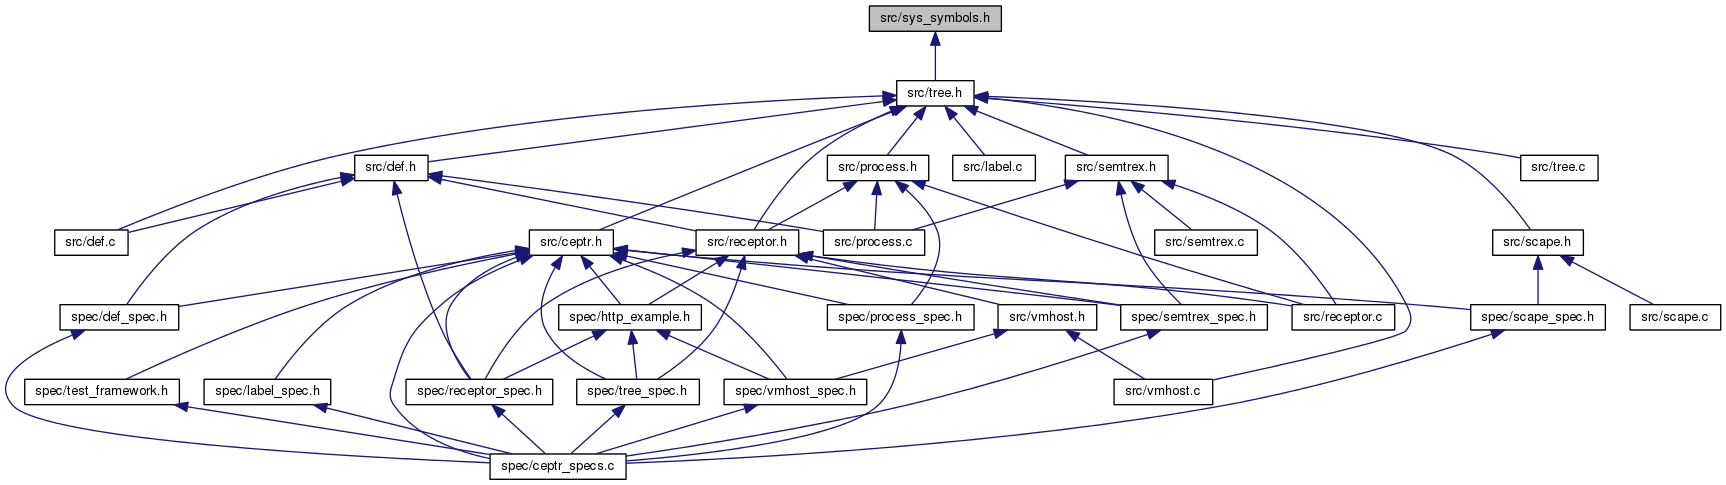 src/sys_symbols.h
src/tree.h
src/def.h
src/process.h
src/label.c
src/semtrex.h
src/tree.c
src/def.c
src/ceptr.h
src/receptor.h
src/process.c
src/semtrex.c
src/scape.h
spec/def_spec.h
spec/http_example.h
spec/process_spec.h
src/vmhost.h
spec/semtrex_spec.h
src/receptor.c
spec/scape_spec.h
src/scape.c
spec/test_framework.h
spec/label_spec.h
spec/receptor_spec.h
spec/tree_spec.h
spec/vmhost_spec.h
src/vmhost.c
spec/ceptr_specs.c